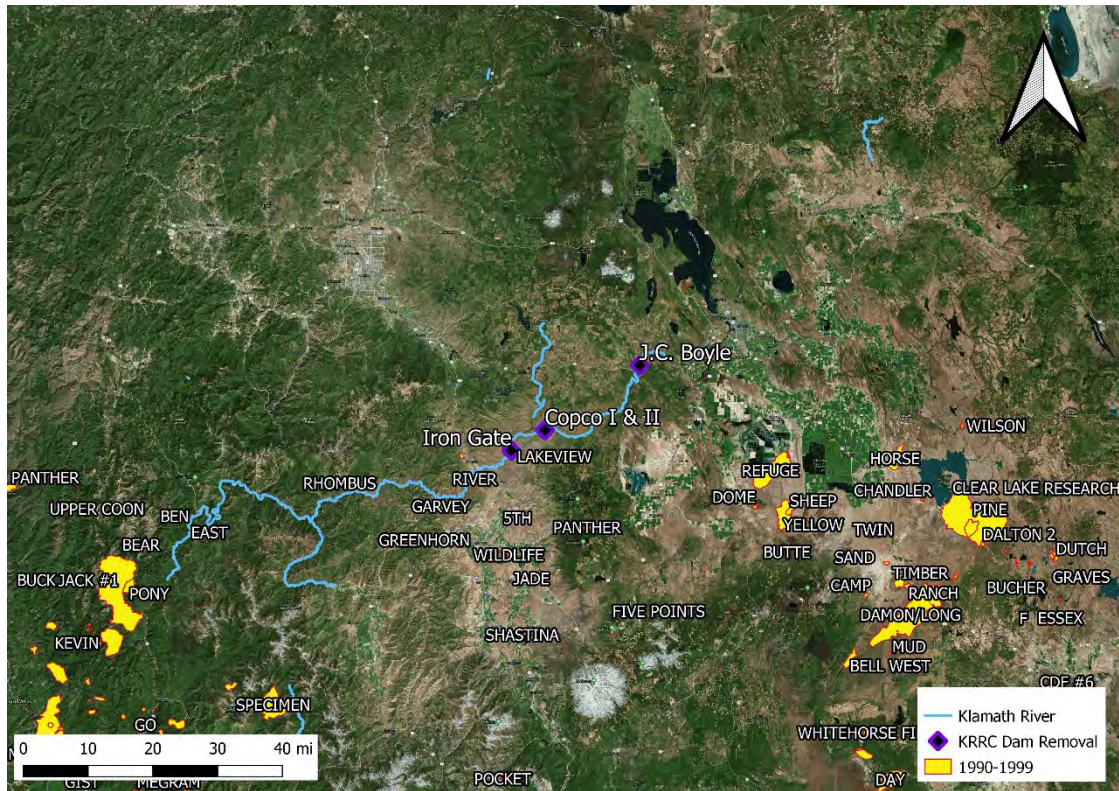 J.C. Boyle
Copco I & II
Iron Gate
LAKEVIEW
WILSON
REFUGE
HORSE
PANTHER
RHOMBUS
RIVER
DOME
SHEEP
CHANDLER
CLEAR LAKE RESEARCH
UPPER COON
BEN
EAST
GARVEY
5TH
PANTHER
YELLOW
TWIN
PINE
DALTON 2
BEAR
GREENHORN
WILDLIFE
BUTTE
SAND
DUTCH
BUCK
JACK #1
PONY
JADE
CAMP
TIMBER
RANCH
BUCHER
GRAVES
KEVIN
SHASTINA
FIVE POINTS
DAMON/LONG
MUD
F
ESSEX
BELL WEST
SPECIMEN
CDF #6
GO
WHITEHORSE FI
GIST
MEGRAM
POCKET
DAY
0 10 20 30 40 mi
Klamath River
KRRC Dam Removal
1990-1999